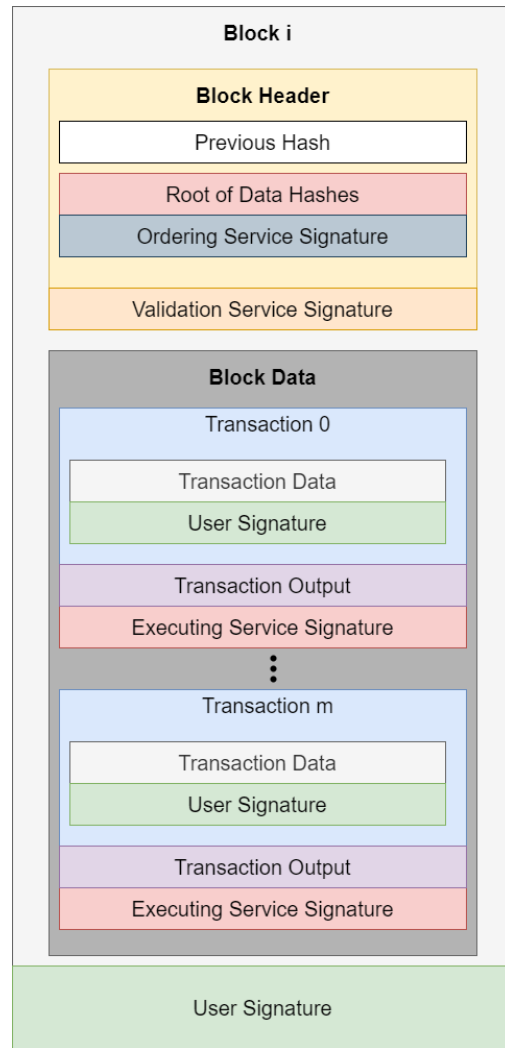 Block i
Block Header
Previous Hash
Root of Data Hashes
Ordering Service Signature
Validation Service Signature
Block Data
Transaction 0
Transaction Data
User Signature
Transaction Output
Executing Service Signature
Transaction m
Transaction Data
User Signature
Transaction Output
Executing Service Signature
User Signature